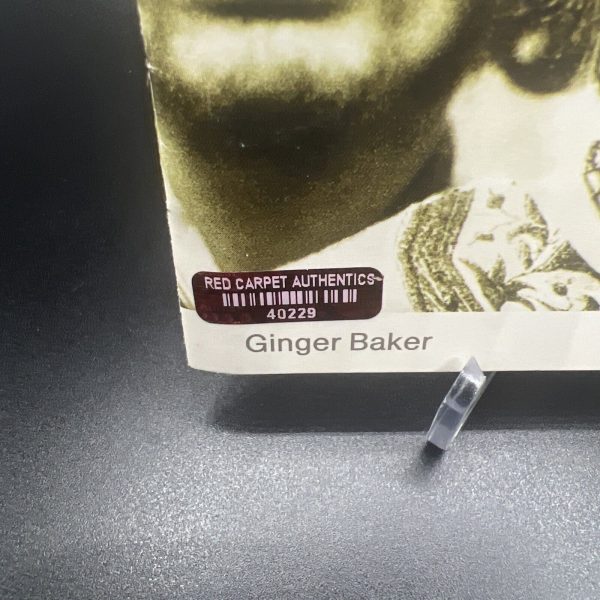 RED CARPET AUTHENTICS
40229
Ginger Baker